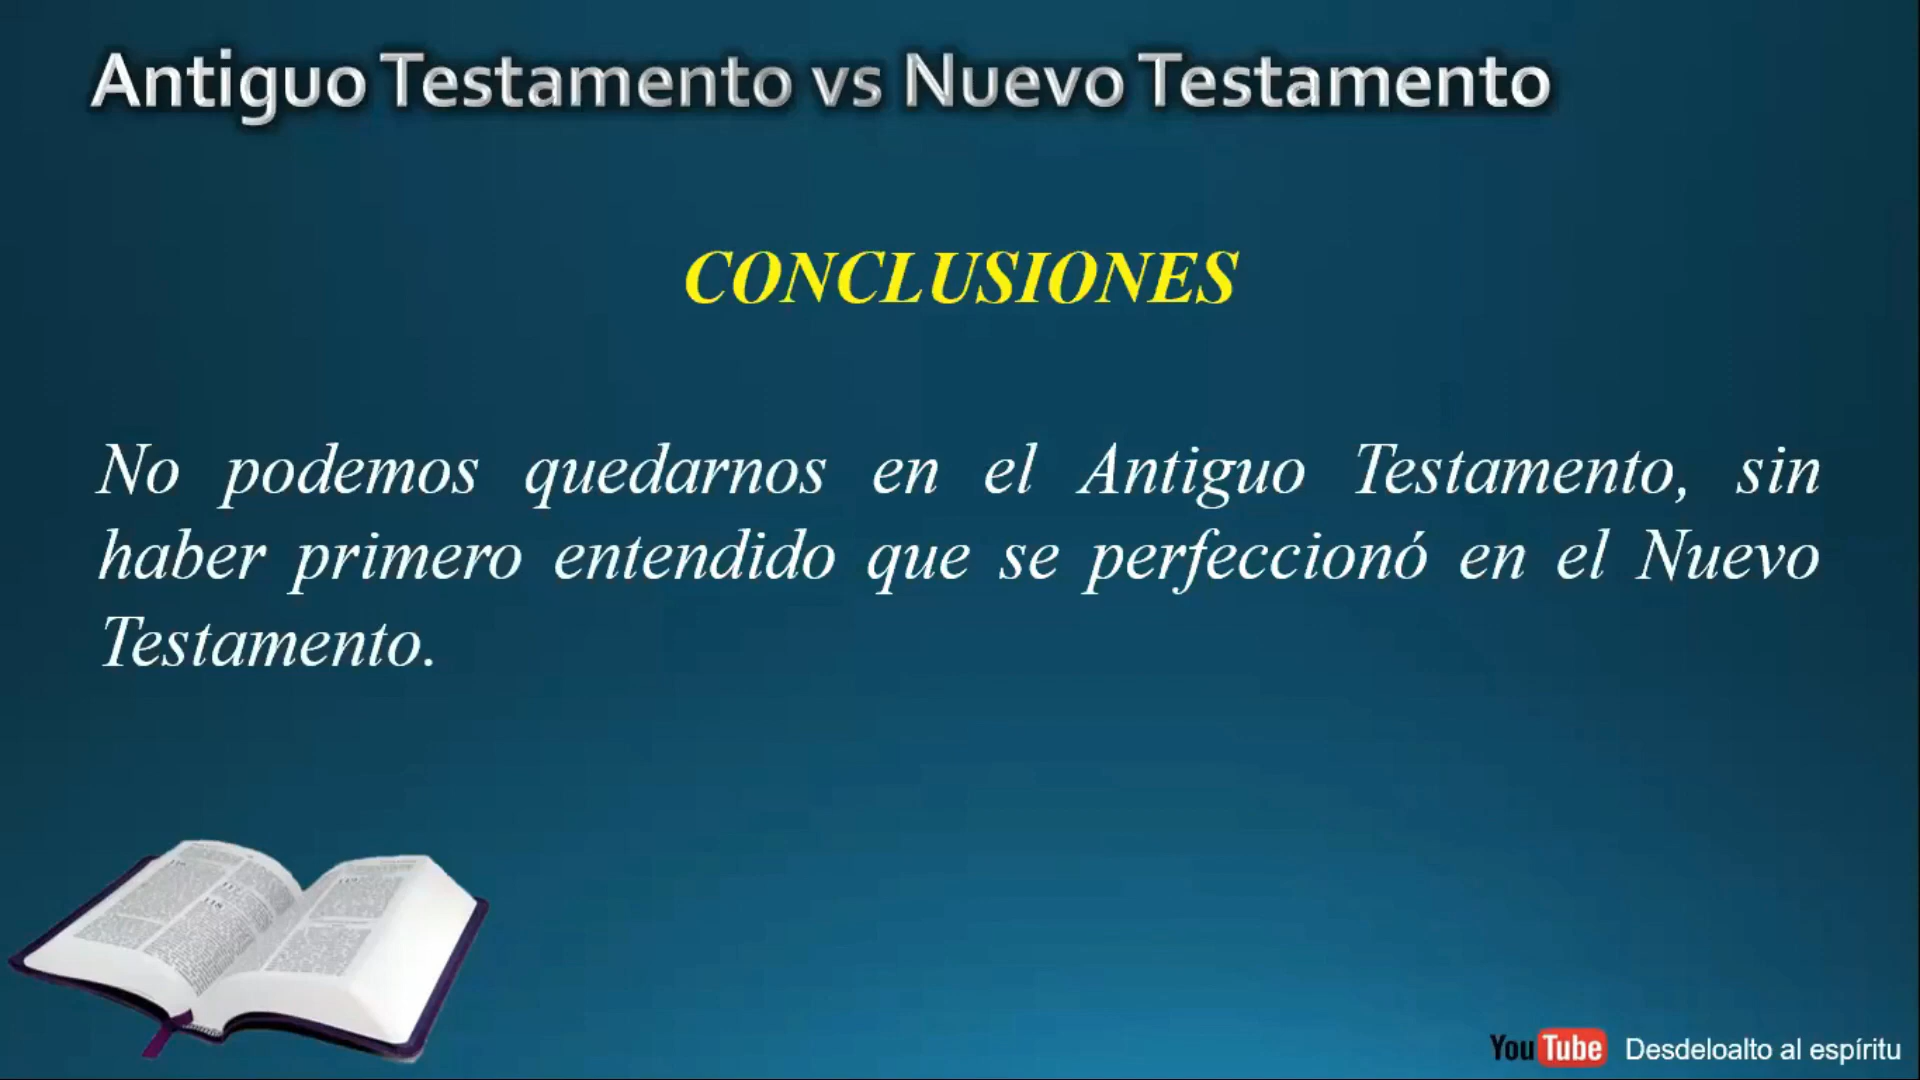 Antiguo Testamento vs Nuevo Testamento
CONCLUSIONES
No podemos quedarnos en el Antiguo Testamento, sin
haber primero entendido que se perfeccionó en el Nuevo
Testamento.
YouTube Desdeloalto al espíritu